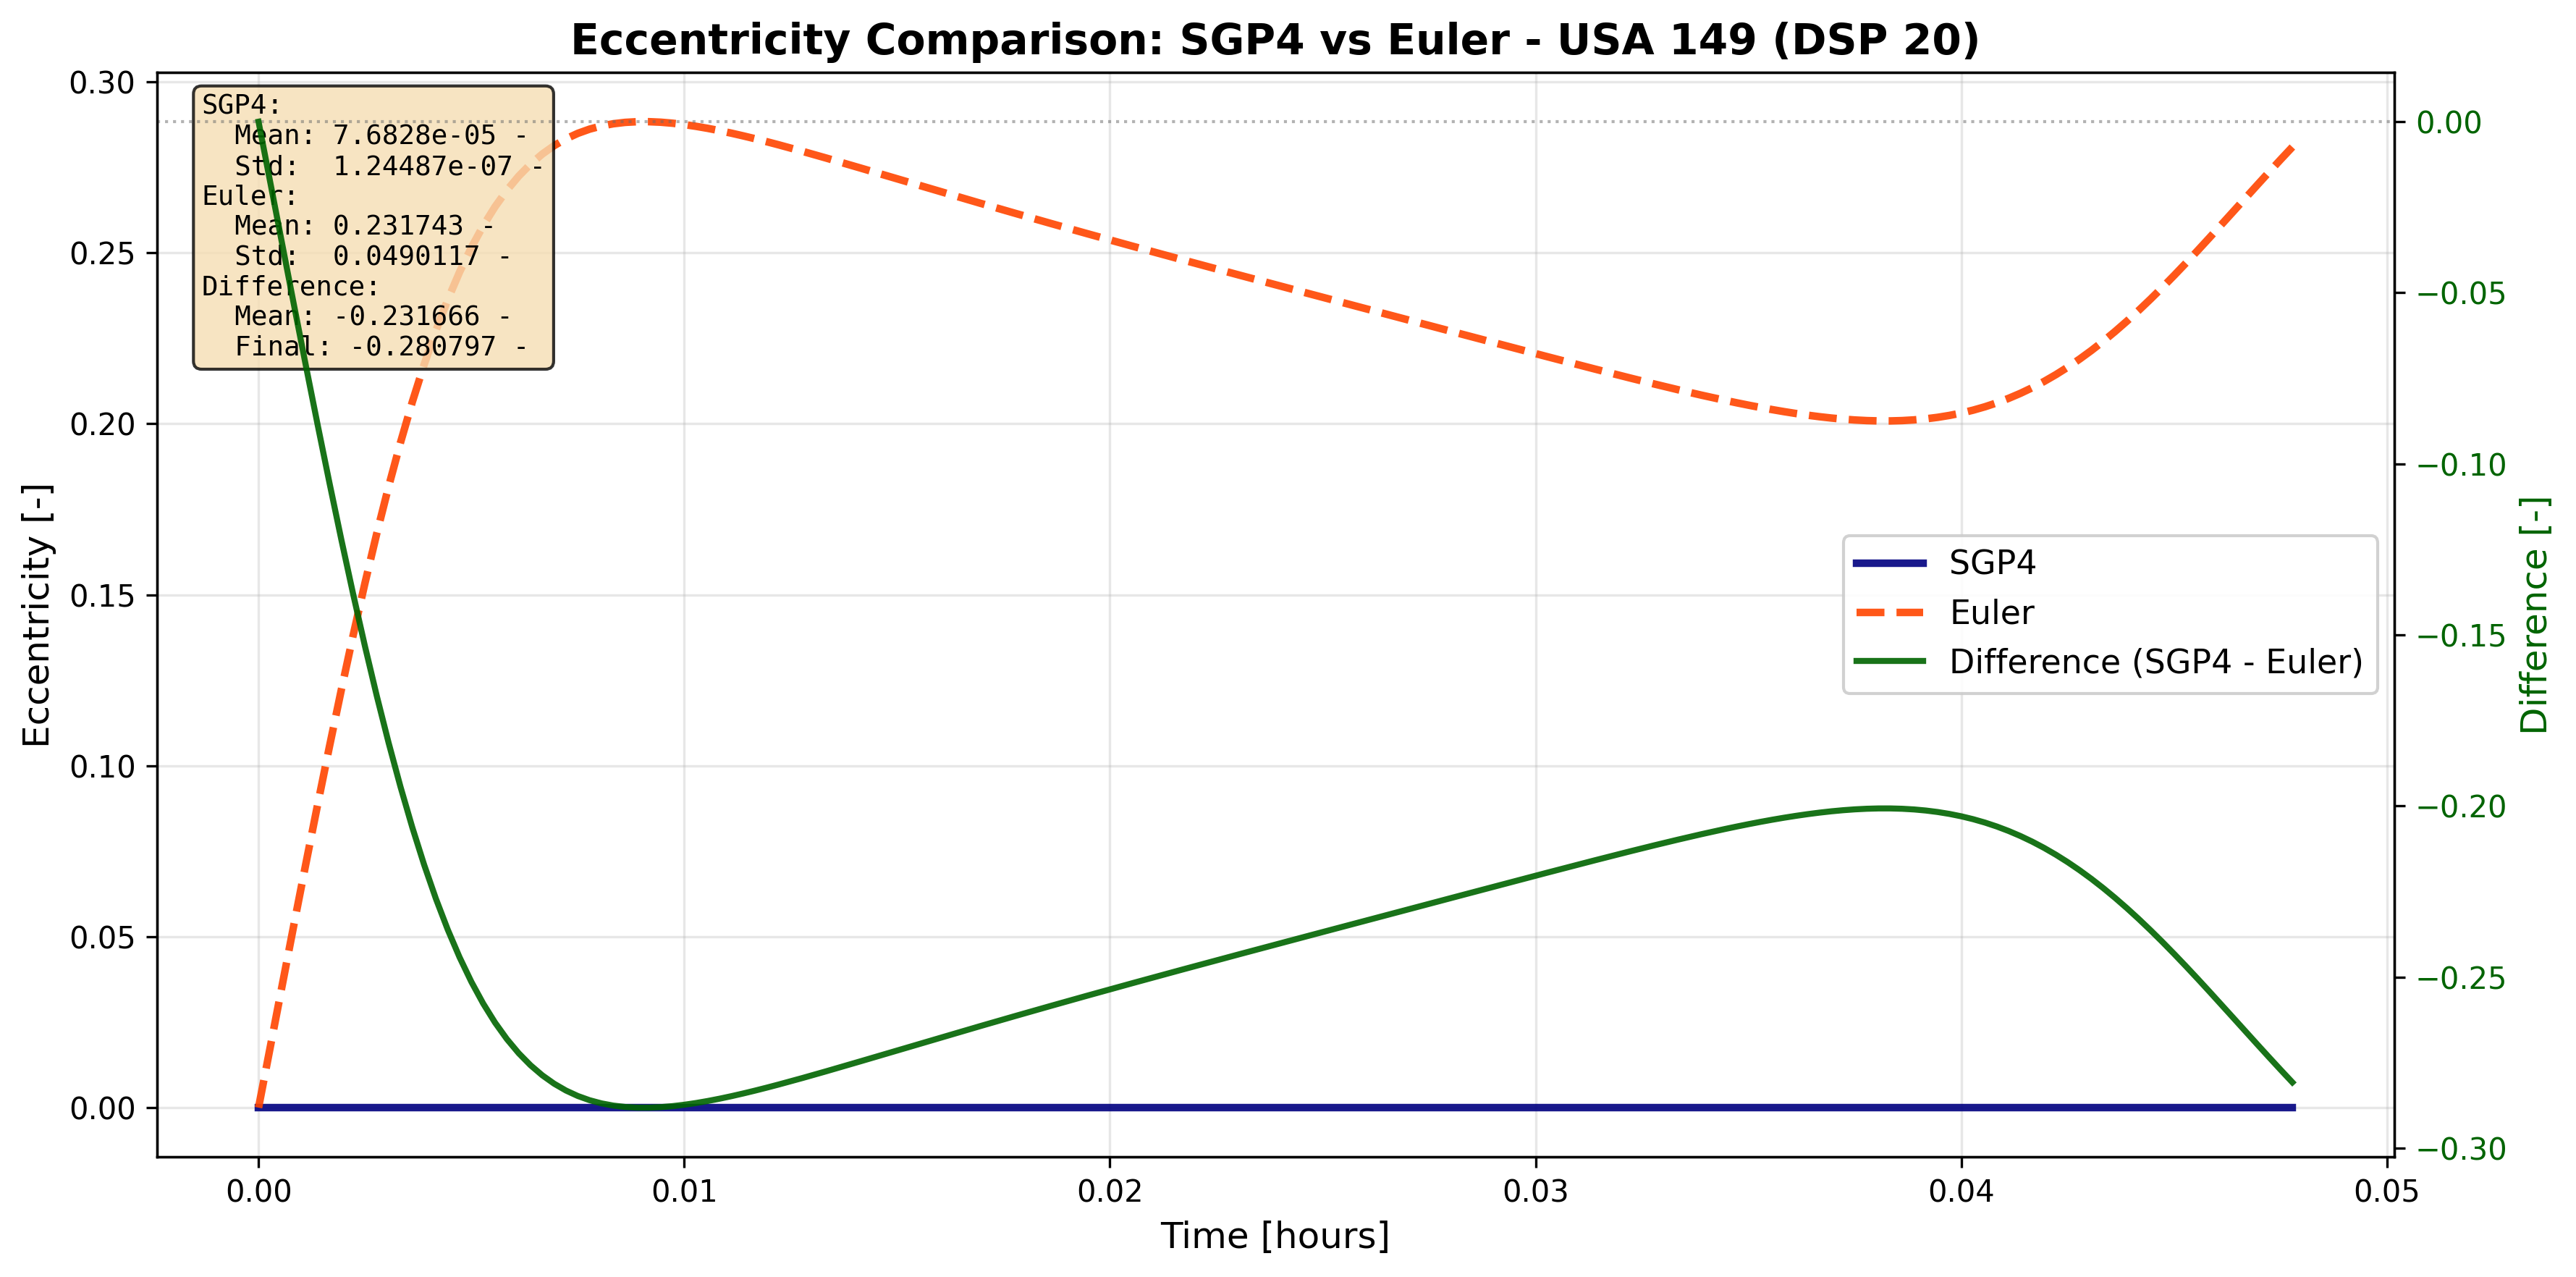 Eccentricity Comparison: SGP4 vs Euler - USA 149 (DSP 20)
SGP4:
Mean: 7.6828e-05 -
Std: 1.24487e-07 -
Euler:
Mean: 0.231743 -
Std: 0.0490117 -
Difference:
Mean: -0.231666 -
Final: -0.280797 -
Eccentricity [-]
0.30
0.25
0.20
0.15
0.10
0.05
0.00
0.00
−0.05
−0.10
−0.15
−0.20
−0.25
−0.30
Difference [-]
SGP4
Euler
Difference (SGP4 - Euler)
0.00
0.01
0.02
0.03
0.04
0.05
Time [hours]